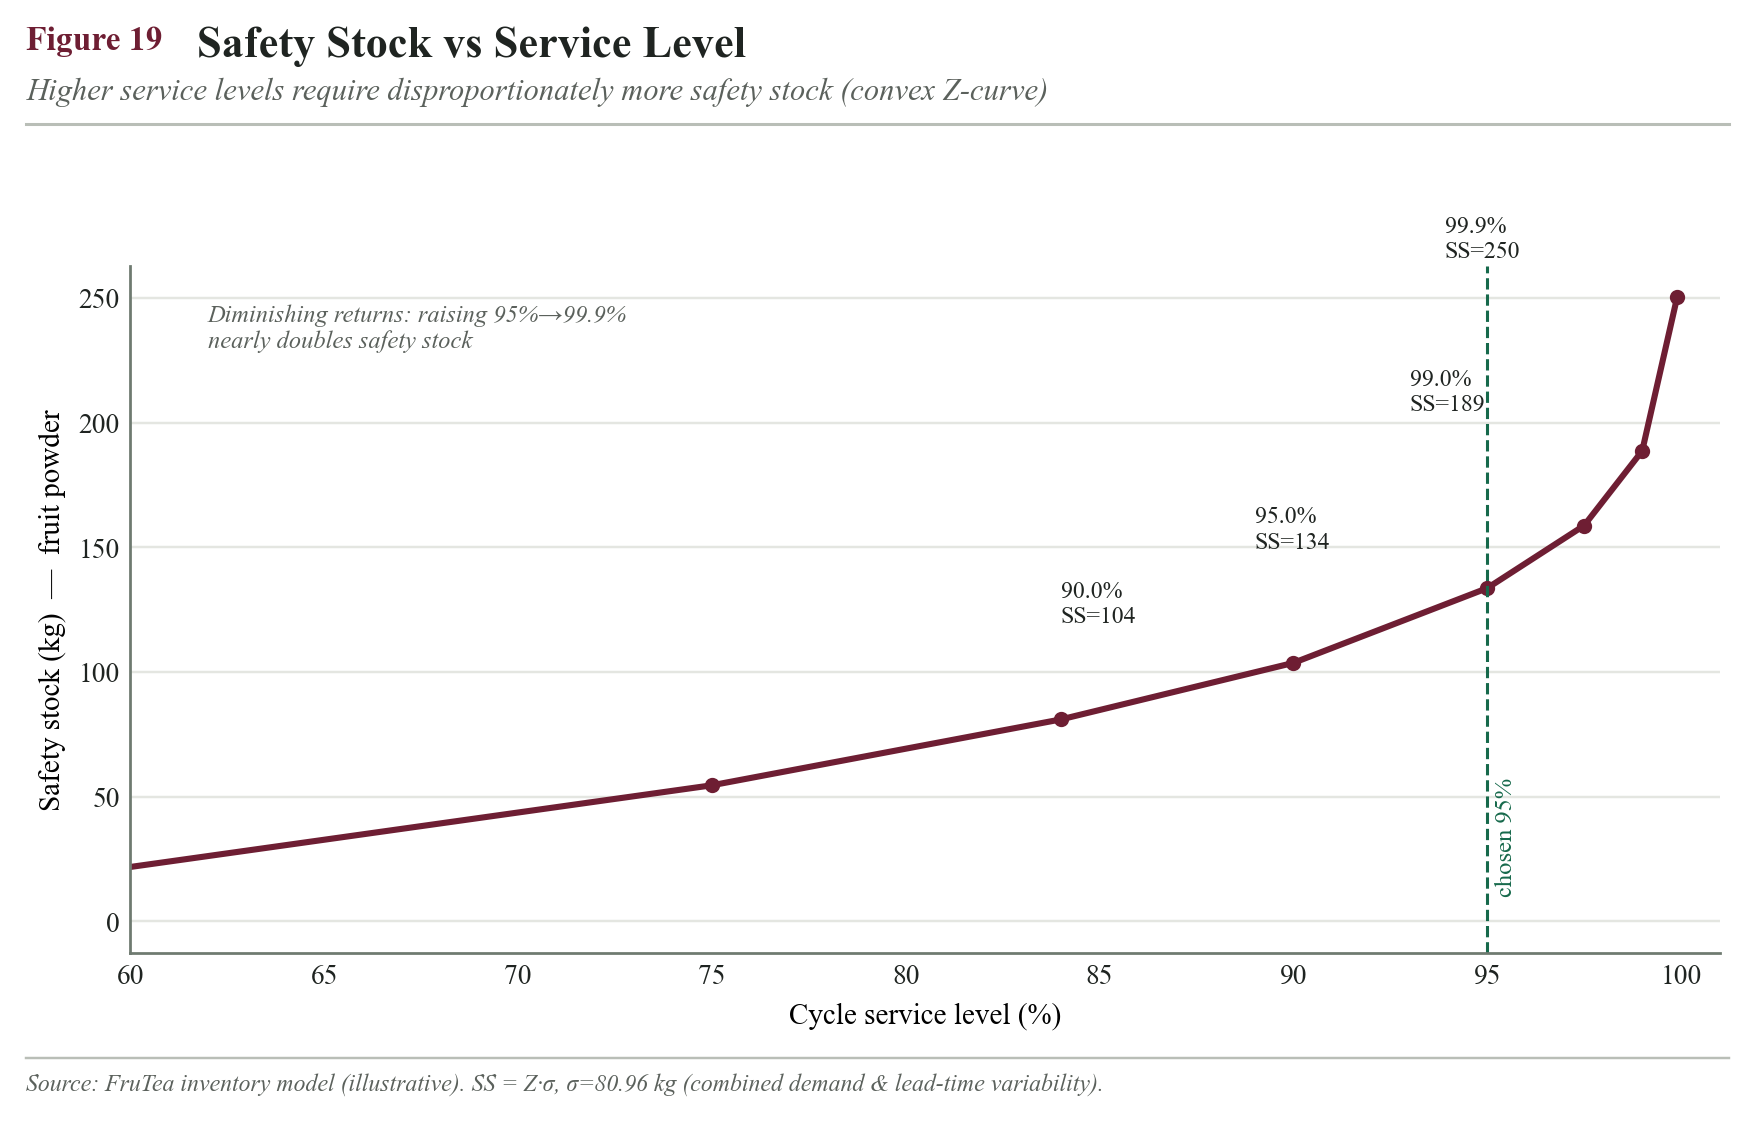 Figure 19 Safety Stock vs Service Level
Higher service levels require disproportionately more safety stock (convex Z-curve)
99.9%
SS=250
Diminishing returns: raising 95%→99.9%
nearly doubles safety stock
99.0%
SS=189
95.0%
SS=134
90.0%
SS=104
chosen 95%
Safety stock (kg) — fruit powder
250
200
150
100
50
0
60 65 70 75 80 85 90 95 100
Cycle service level (%)
Source: FruTea inventory model (illustrative). SS = Z·σ, σ=80.96 kg (combined demand & lead-time variability).